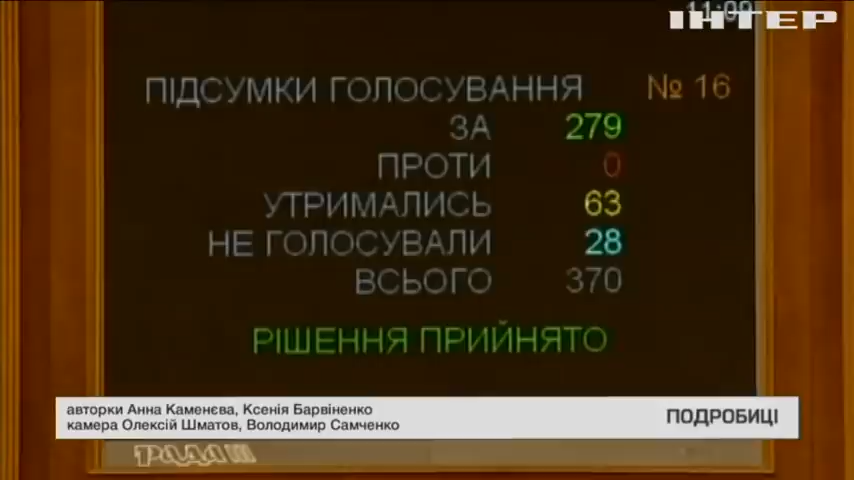 11:09
ІНТЕР
ПІДСУМКИ ГОЛОСУВАННЯ № 16
ЗА 279
ПРОТИ 0
УТРИМАЛИСЬ 63
НЕ ГОЛОСУВАЛИ 28
ВСЬОГО 370
РІШЕННЯ ПРИЙНЯТО
авторки Анна Каменєва, Ксенія Барвіненко
камера Олексій Шматов, Володимир Самченко
ПОДРОБИЦІ
РАДА